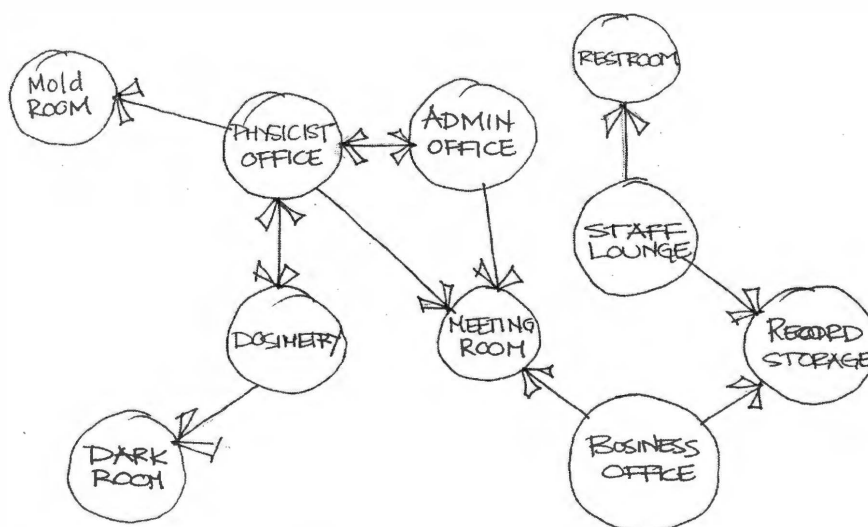 RESTROOM
Mold
ROOM
PHYSICIST
OFFICE
ADMIN
OFFICE
STAFF
LOUNGE
DOSIMETRY
MEETING
ROOM
RECORD
STORAGE
DARK
ROOM
BUSINESS
OFFICE